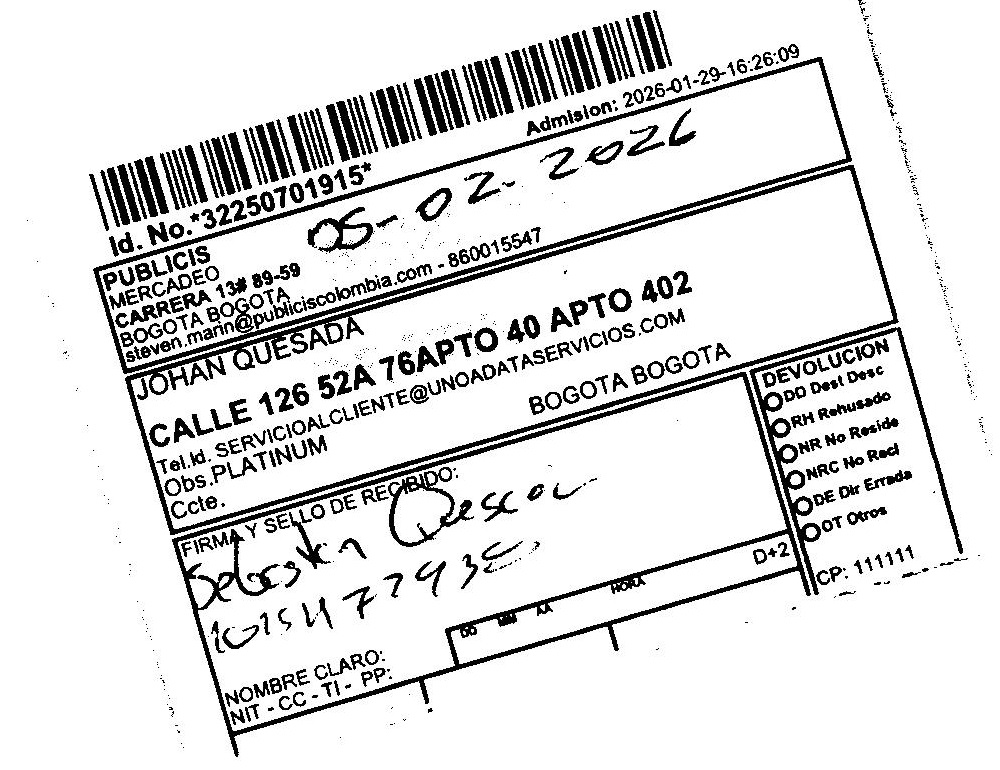 Admision: 2026-01-29-16:26:09
Id. No.*32250701915*
05-02-2026
PUBLICIS
MERCADEO
CARRERA 13# 89-59
BOGOTA BOGOTA
steven.marin@publiciscolombia.com - 860015547
JOHAN QUESADA
CALLE 126 52A 76APTO 40 APTO 402
Tel.Id. SERVICIOALCLIENTE@UNOADATASERVICIOS.COM
Obs.PLATINUM
BOGOTA BOGOTA
Ccte.
DEVOLUCION
DD Dest Desc
RH Rehusado
NR No Reside
NRC No Recl
DE Dir Errada
OT Otros
CP: 111111
FIRMA Y SELLO DE RECIBIDO:
D+2
DD MM AA HORA
NOMBRE CLARO:
NIT - CC - TI - PP: